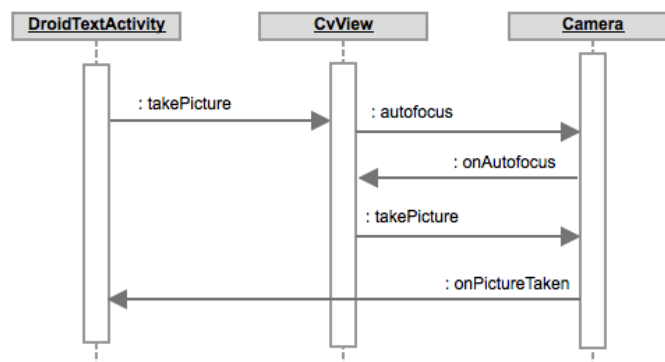 DroidTextActivity CvView Camera
: takePicture
: autofocus
: onAutofocus
: takePicture
: onPictureTaken